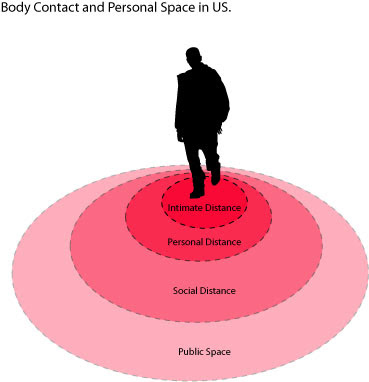 Body Contact and Personal Space in US.
Intimate Distance
Personal Distance
Social Distance
Public Space